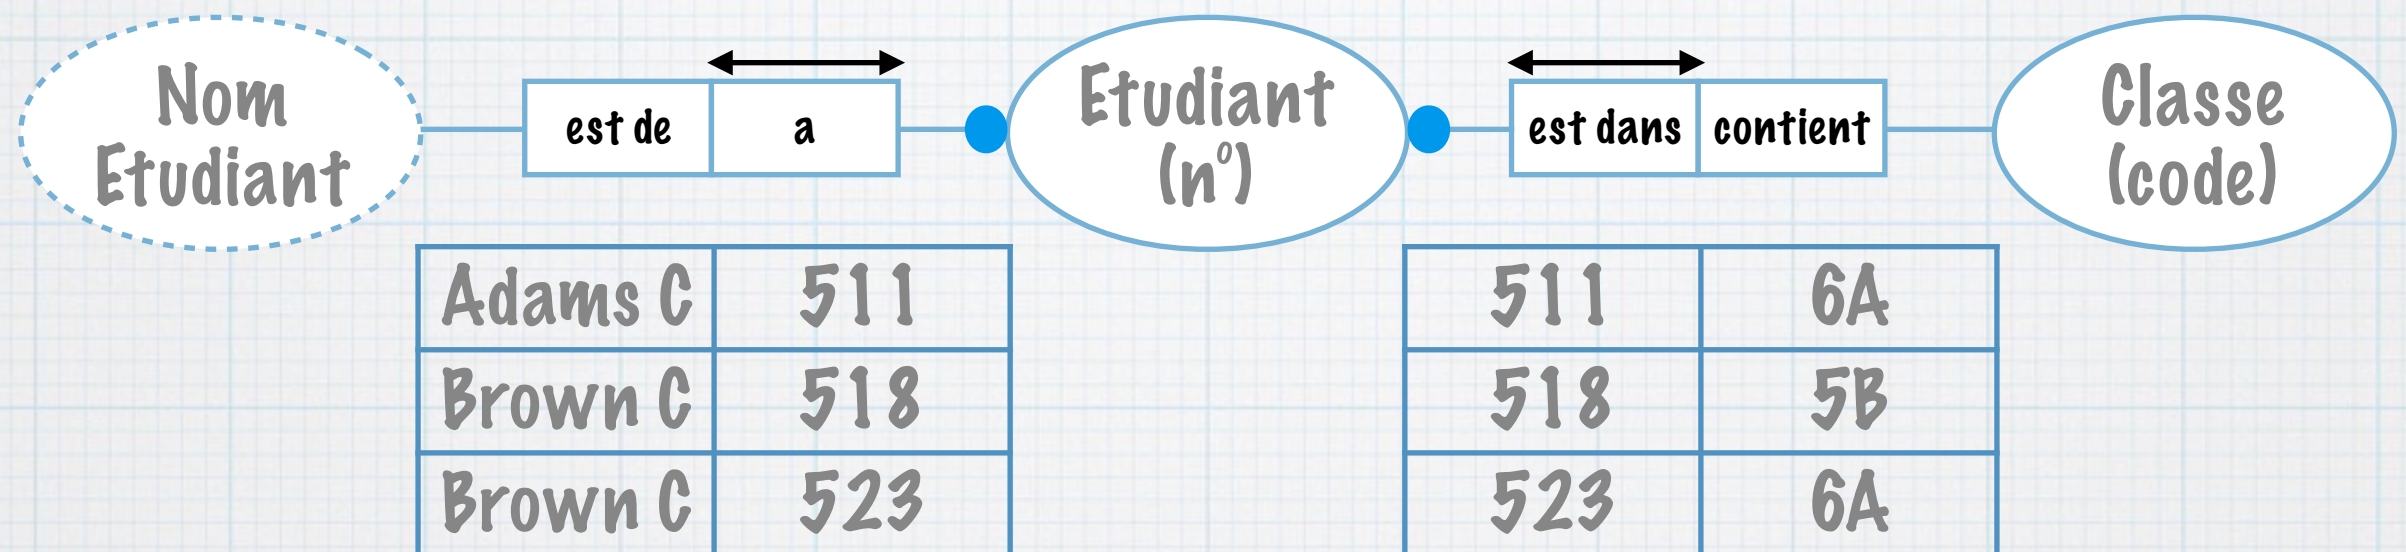 Nom
Etudiant
est de
a
Etudiant
(n°)
est dans
contient
Classe
(code)
Adams C 511
Brown C 518
Brown C 523
511 6A
518 5B
523 6A